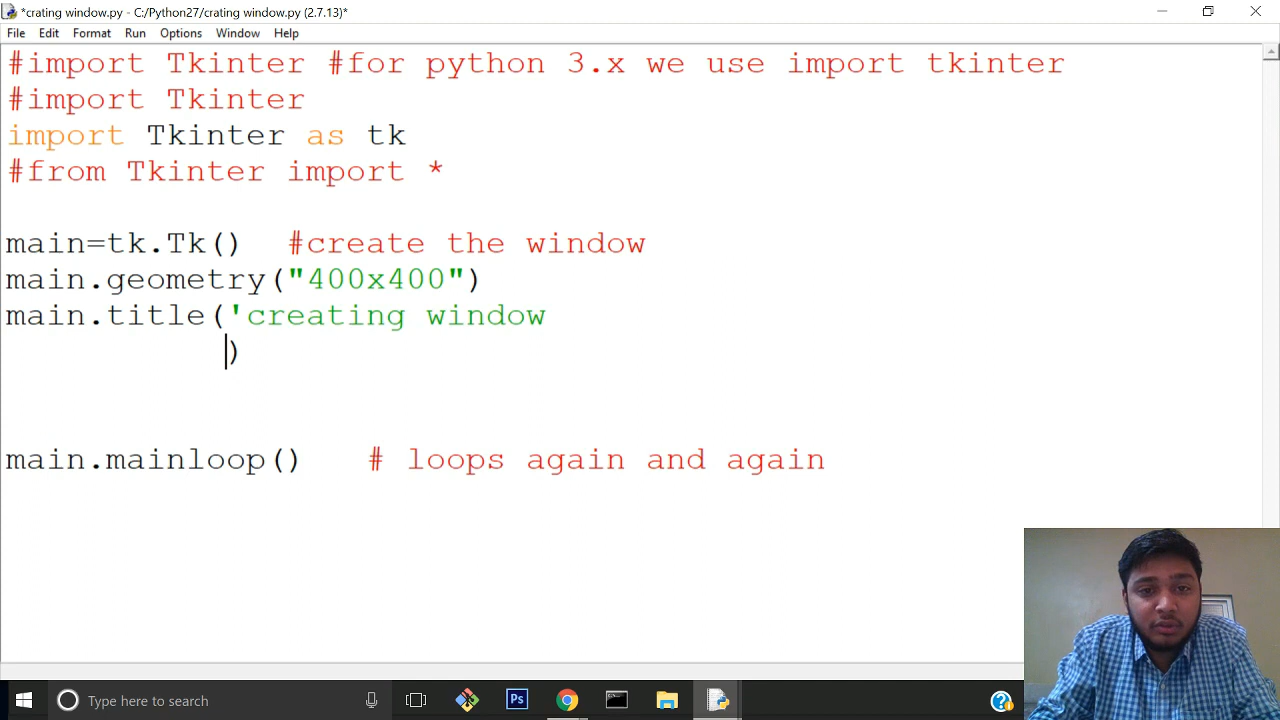 *crating window.py - C:/Python27/crating window.py (2.7.13)*
File Edit Format Run Options Window Help
#import Tkinter #for python 3.x we use import tkinter
#import Tkinter
import Tkinter as tk
#from Tkinter import *
main=tk.Tk() #create the window
main.geometry("400x400")
main.title('creating window
)
main.mainloop() # loops again and again
Type here to search
Ps
?